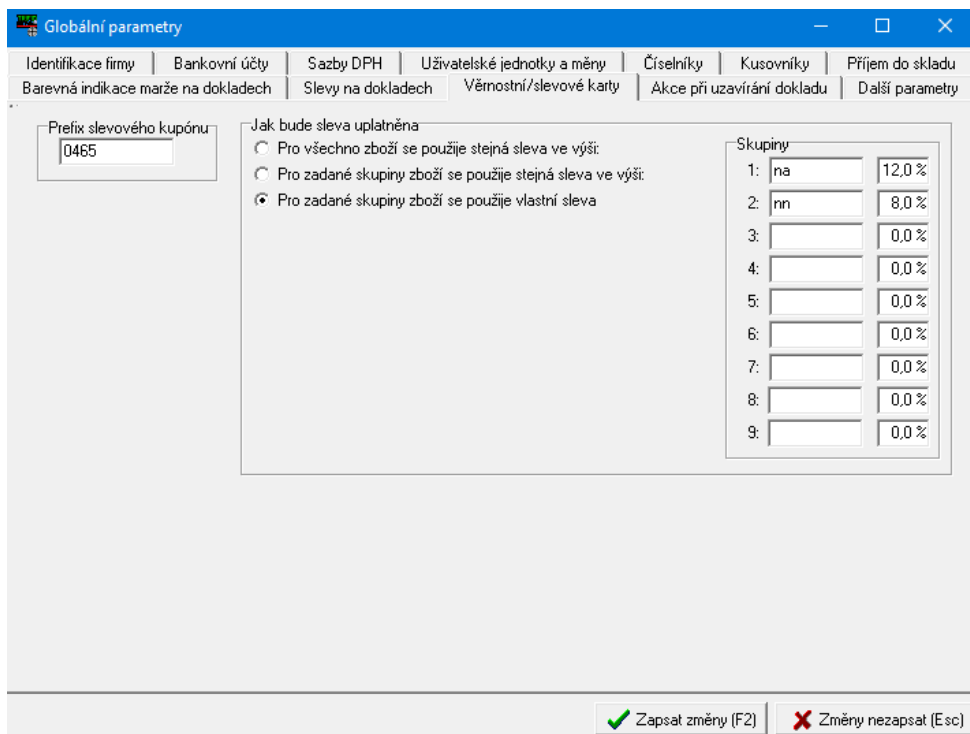 Globální parametry
Identifikace firmy Bankovní účty Sazby DPH Uživatelské jednotky a měny Číselníky Kusovníky Příjem do skladu
Barevná indikace marže na dokladech Slevy na dokladech Věrnostní/slevové karty Akce při uzavírání dokladu Další parametry
Prefix slevového kupónu
0465
Jak bude sleva uplatněna
Pro všechno zboží se použije stejná sleva ve výši:
Pro zadané skupiny zboží se použije stejná sleva ve výši:
Pro zadané skupiny zboží se použije vlastní sleva
Skupiny
1: na 12,0 %
2: nn 8,0 %
3: 0,0 %
4: 0,0 %
5: 0,0 %
6: 0,0 %
7: 0,0 %
8: 0,0 %
9: 0,0 %
Zapsat změny (F2) Změny nezapsat (Esc)